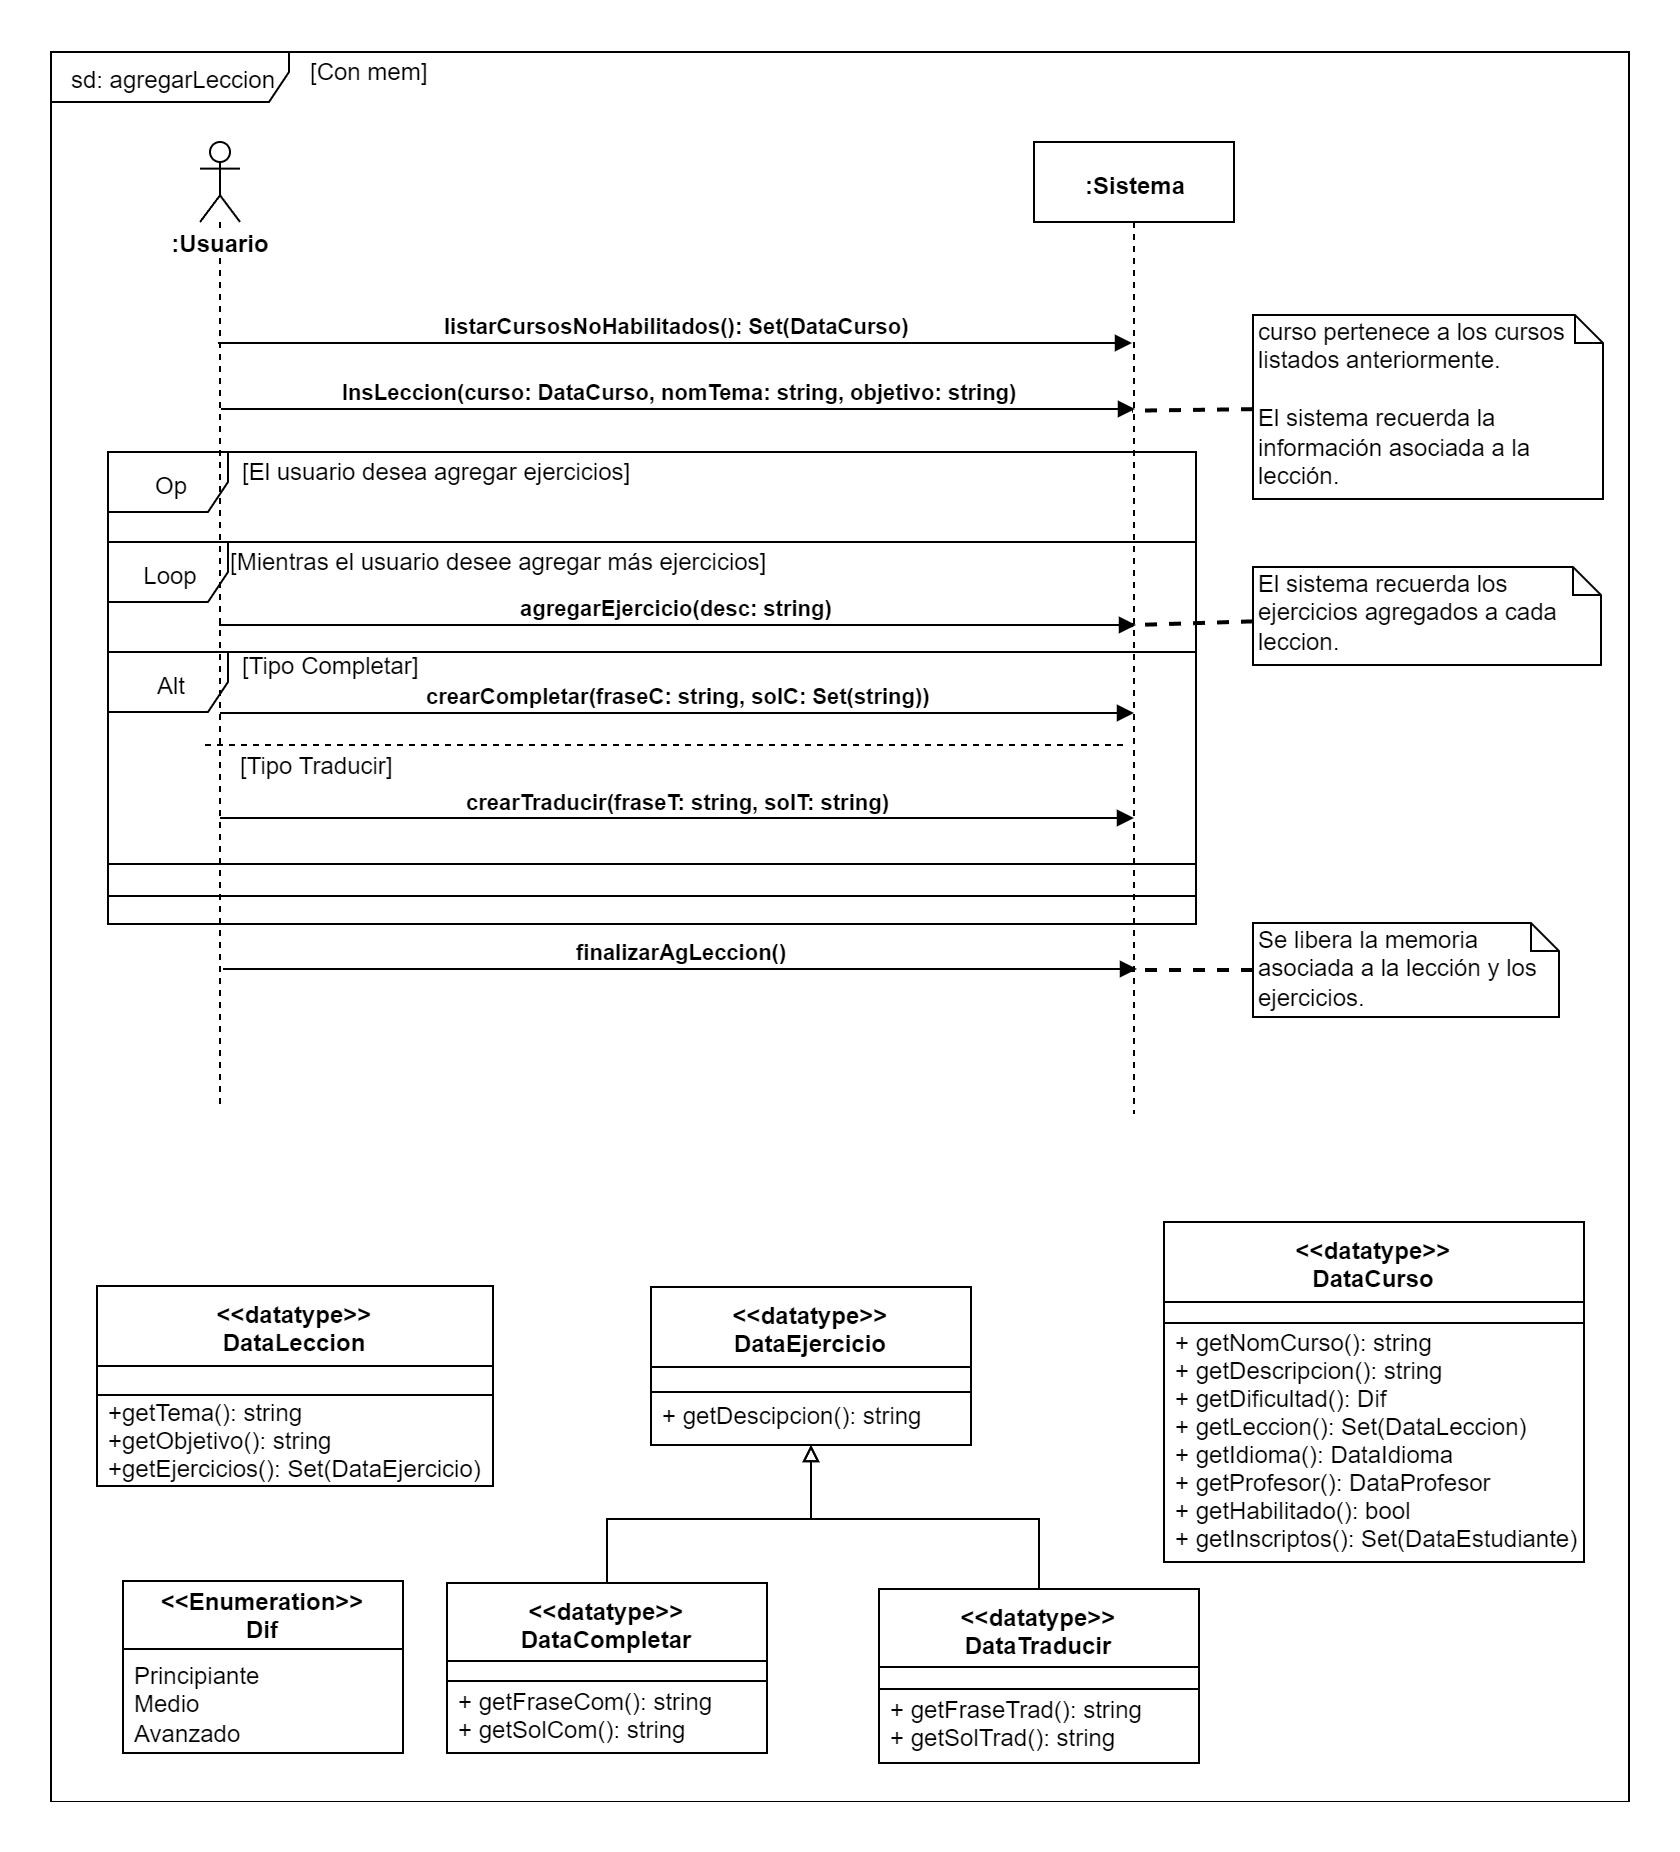 sd: agregarLeccion
[Con mem]
:Usuario
:Sistema
listarCursosNoHabilitados(): Set(DataCurso)
InsLeccion(curso: DataCurso, nomTema: string, objetivo: string)
curso pertenece a los cursos
listados anteriormente.
El sistema recuerda la
información asociada a la
lección.
Op
[El usuario desea agregar ejercicios]
Loop
[Mientras el usuario desee agregar más ejercicios]
agregarEjercicio(desc: string)
El sistema recuerda los
ejercicios agregados a cada
leccion.
Alt
[Tipo Completar]
crearCompletar(fraseC: string, solC: Set(string))
[Tipo Traducir]
crearTraducir(fraseT: string, solT: string)
finalizarAgLeccion()
Se libera la memoria
asociada a la lección y los
ejercicios.
<<datatype>>
DataLeccion
+getTema(): string
+getObjetivo(): string
+getEjercicios(): Set(DataEjercicio)
<<datatype>>
DataEjercicio
+ getDescipcion(): string
<<datatype>>
DataCurso
+ getNomCurso(): string
+ getDescripcion(): string
+ getDificultad(): Dif
+ getLeccion(): Set(DataLeccion)
+ getIdioma(): DataIdioma
+ getProfesor(): DataProfesor
+ getHabilitado(): bool
+ getInscriptos(): Set(DataEstudiante)
<<Enumeration>>
Dif
Principiante
Medio
Avanzado
<<datatype>>
DataCompletar
+ getFraseCom(): string
+ getSolCom(): string
<<datatype>>
DataTraducir
+ getFraseTrad(): string
+ getSolTrad(): string